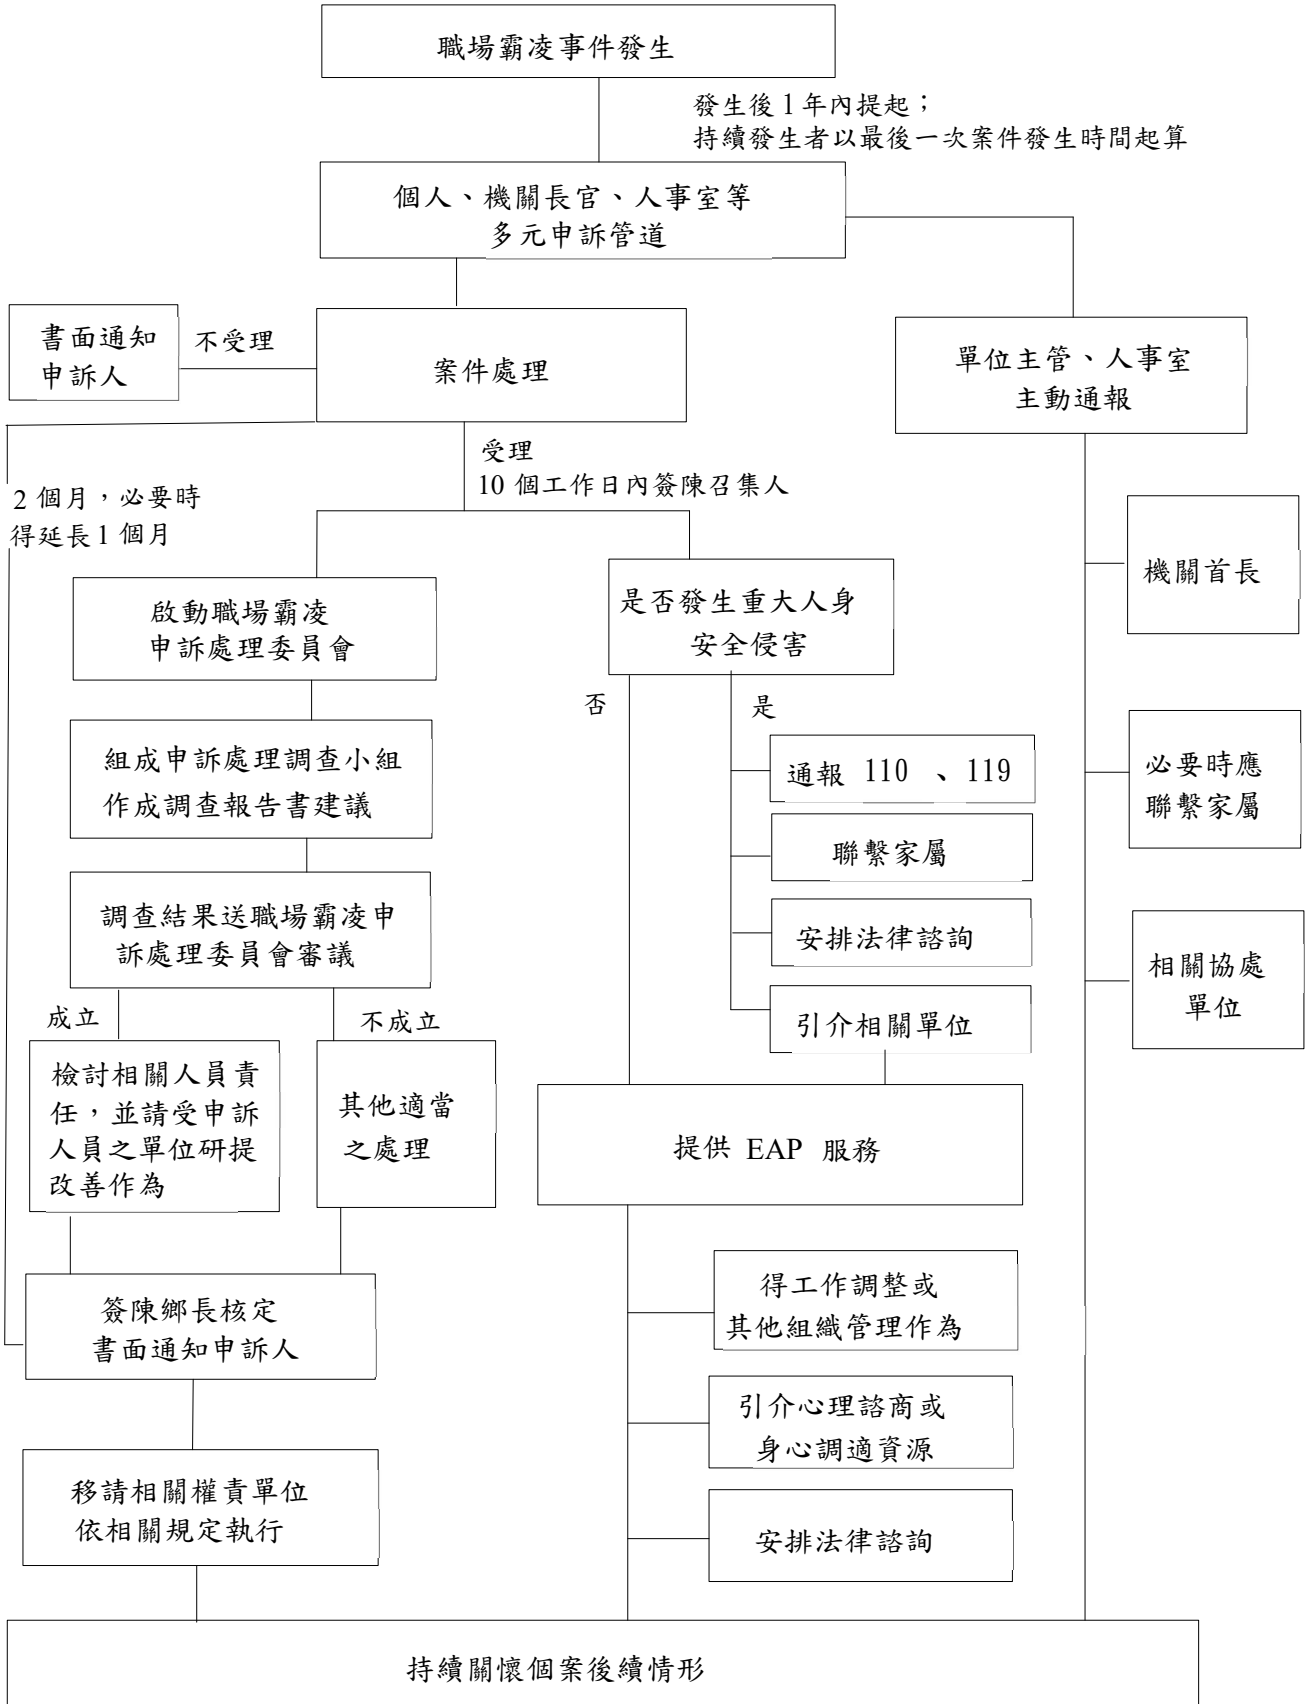 職場霸凌事件發生
發生後1年內提起；
持續發生者以最後一次案件發生時間起算
個人、機關長官、人事室等
多元申訴管道
書面通知
申訴人
不受理
案件處理
單位主管、人事室
主動通報
受理
10 個工作日內簽陳召集人
2 個月，必要時
得延長1 個月
機關首長
啟動職場霸凌
申訴處理委員會
是否發生重大人身
安全侵害
否
是
組成申訴處理調查小組
作成調查報告書建議
通報 110 、119
必要時應
聯繫家屬
聯繫家屬
調查結果送職場霸凌申
訴處理委員會審議
安排法律諮詢
相關協處
單位
成立
不成立
引介相關單位
檢討相關人員責
任，並請受申訴
人員之單位研提
改善作為
其他適當
之處理
提供 EAP 服務
簽陳鄉長核定
書面通知申訴人
得工作調整或
其他組織管理作為
引介心理諮商或
身心調適資源
移請相關權責單位
依相關規定執行
安排法律諮詢
持續關懷個案後續情形